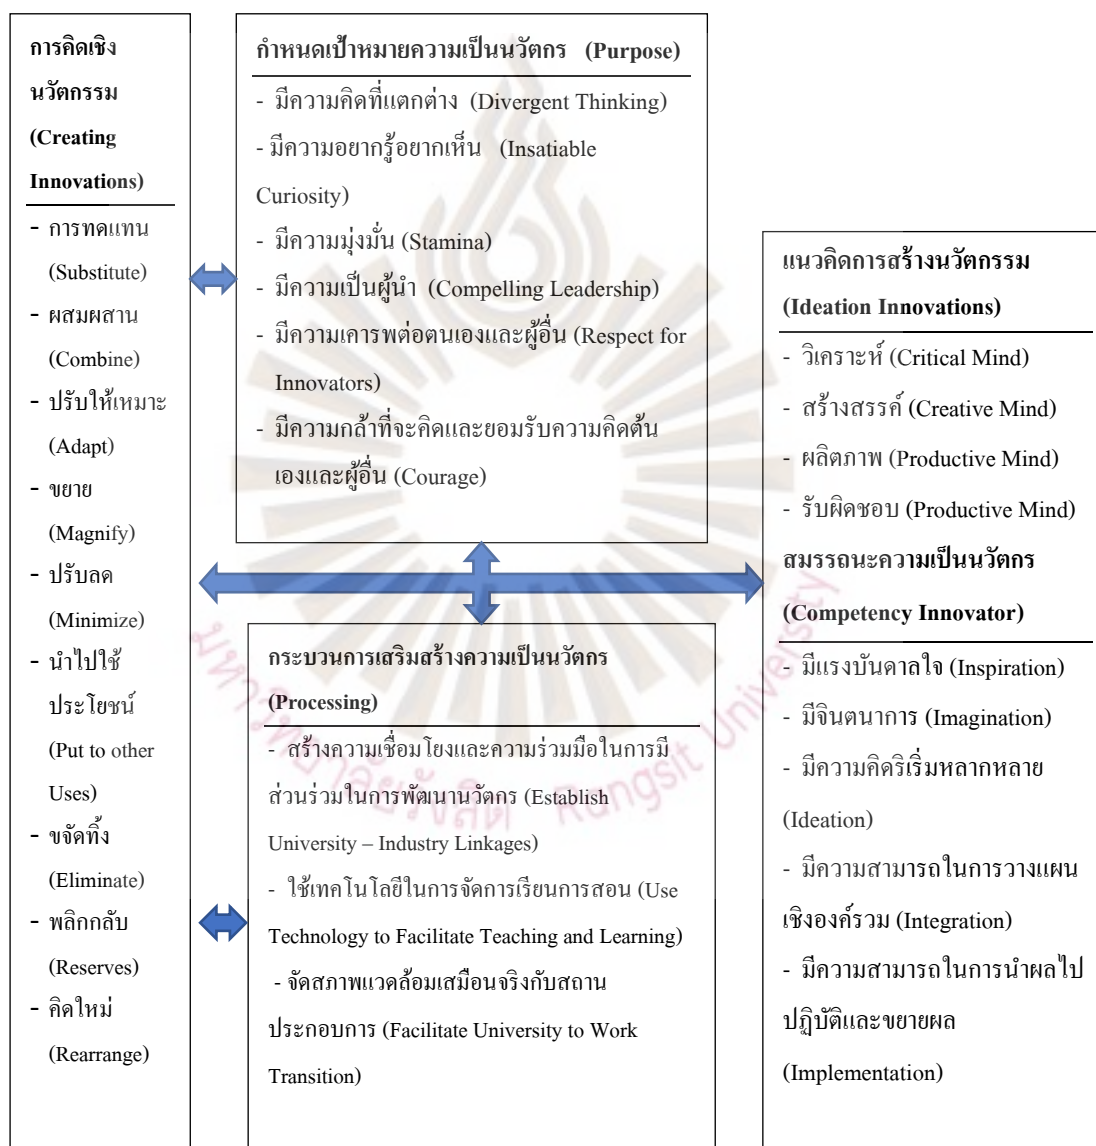 การคิดเชิง
นวัตกรรม
(Creating
Innovations)
- การทดแทน
(Substitute)
- ผสมผสาน
(Combine)
- ปรับให้เหมาะ
(Adapt)
- ขยาย
(Magnify)
- ปรับลด
(Minimize)
- นำไปใช้
ประโยชน์
(Put to other
Uses)
- ขจัดทิ้ง
(Eliminate)
- พลิกกลับ
(Reserves)
- คิดใหม่
(Rearrange)
กำหนดเป้าหมายความเป็นนวัตกร (Purpose)
- มีความคิดที่แตกต่าง (Divergent Thinking)
- มีความอยากรู้อยากเห็น (Insatiable
Curiosity)
- มีความมุ่งมั่น (Stamina)
- มีความเป็นผู้นำ (Compelling Leadership)
- มีความเคารพต่อตนเองและผู้อื่น (Respect for
Innovators)
- มีความกล้าที่จะคิดและยอมรับความคิดต้น
เองและผู้อื่น (Courage)
กระบวนการเสริมสร้างความเป็นนวัตกร
(Processing)
- สร้างความเชื่อมโยงและความร่วมมือในการมี
ส่วนร่วมในการพัฒนานวัตกร (Establish
University – Industry Linkages)
- ใช้เทคโนโลยีในการจัดการเรียนการสอน (Use
Technology to Facilitate Teaching and Learning)
- จัดสภาพแวดล้อมเสมือนจริงกับสถาน
ประกอบการ (Facilitate University to Work
Transition)
แนวคิดการสร้างนวัตกรรม
(Ideation Innovations)
- วิเคราะห์ (Critical Mind)
- สร้างสรรค์ (Creative Mind)
- ผลิตภาพ (Productive Mind)
- รับผิดชอบ (Productive Mind)
สมรรถนะความเป็นนวัตกร
(Competency Innovator)
- มีแรงบันดาลใจ (Inspiration)
- มีจินตนาการ (Imagination)
- มีความคิดริเริ่มหลากหลาย
(Ideation)
- มีความสามารถในการวางแผน
เชิงองค์รวม (Integration)
- มีความสามารถในการนำผลไป
ปฏิบัติและขยายผล
(Implementation)
มหาวิทยาลัยรังสิต Rangsit University